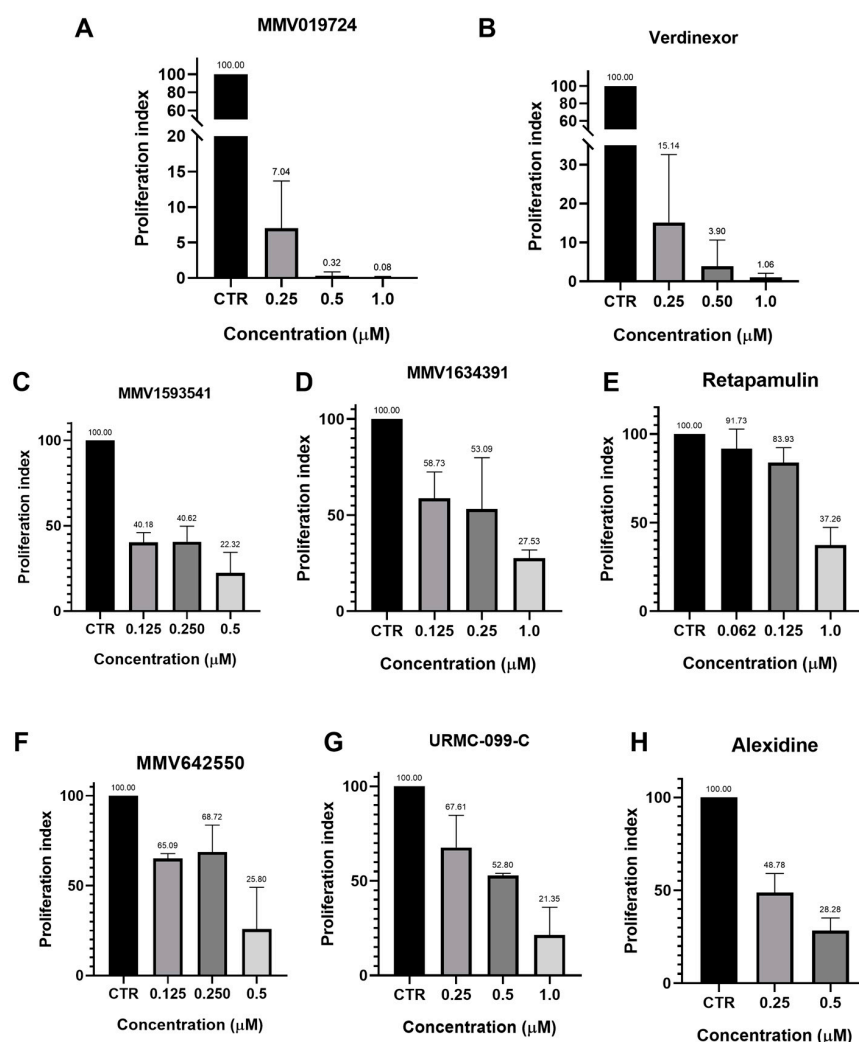 A
MMV019724
Proliferation index
100
80
60
20
15
10
5
0
100.00
7.04
0.32
0.08
CTR 0.25 0.5 1.0
Concentration (μM)
B
Verdinexor
Proliferation index
100
80
60
30
20
10
0
100.00
15.14
3.90
1.06
CTR 0.25 0.50 1.0
Concentration (μM)
C
MMV1593541
Proliferation index
100
50
0
100.00
40.18
40.62
22.32
CTR 0.125 0.250 0.5
Concentration (μM)
D
MMV1634391
Proliferation index
100
50
0
100.00
58.73
53.09
27.53
CTR 0.125 0.25 1.0
Concentration (μM)
E
Retapamulin
Proliferation index
100
50
0
100.00
91.73
83.93
37.26
CTR 0.062 0.125 1.0
Concentration (μM)
F
MMV642550
Proliferation index
100
50
0
100.00
65.09
68.72
25.80
CTR 0.125 0.250 0.5
Concentration (μM)
G
URMC-099-C
Proliferation index
100
50
0
100.00
67.61
52.80
21.35
CTR 0.25 0.5 1.0
Concentration (μM)
H
Alexidine
Proliferation index
100
50
0
100.00
48.78
28.28
CTR 0.25 0.5
Concentration (μM)